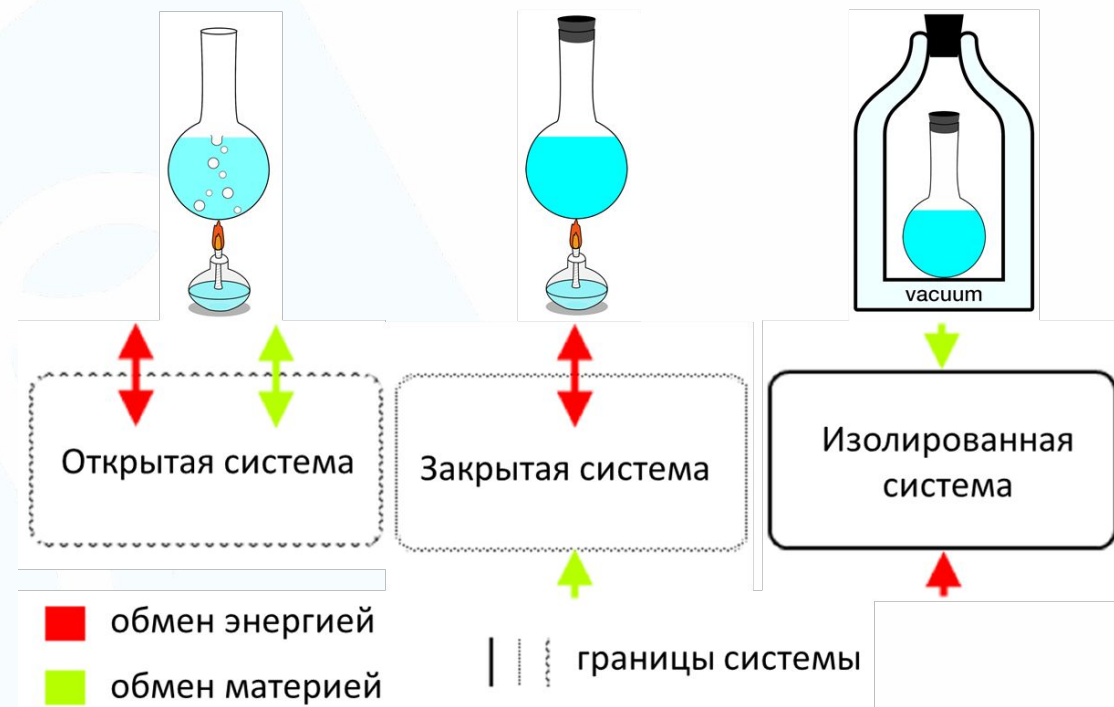 vacuum
Открытая система
Закрытая система
Изолированная
система
обмен энергией
обмен материей
границы системы